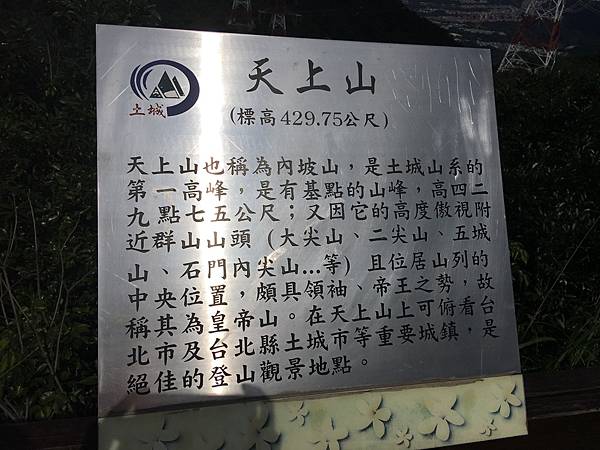 天上山
(標高429.75公尺)
土城
天上山也稱為內坡山，是土城山系的
第一高峰，是有基點的山峰，高四二
九點七五公尺；又因它的高度傲視附
近群山山頭（大尖山、二尖山、五城
山、石門內尖山...等）且位居山列的
中央位置，頗具領袖、帝王之勢，故
稱其為皇帝山。在天上山上可俯看台
北市及台北縣土城市等重要城鎮，是
絕佳的登山觀景地點。